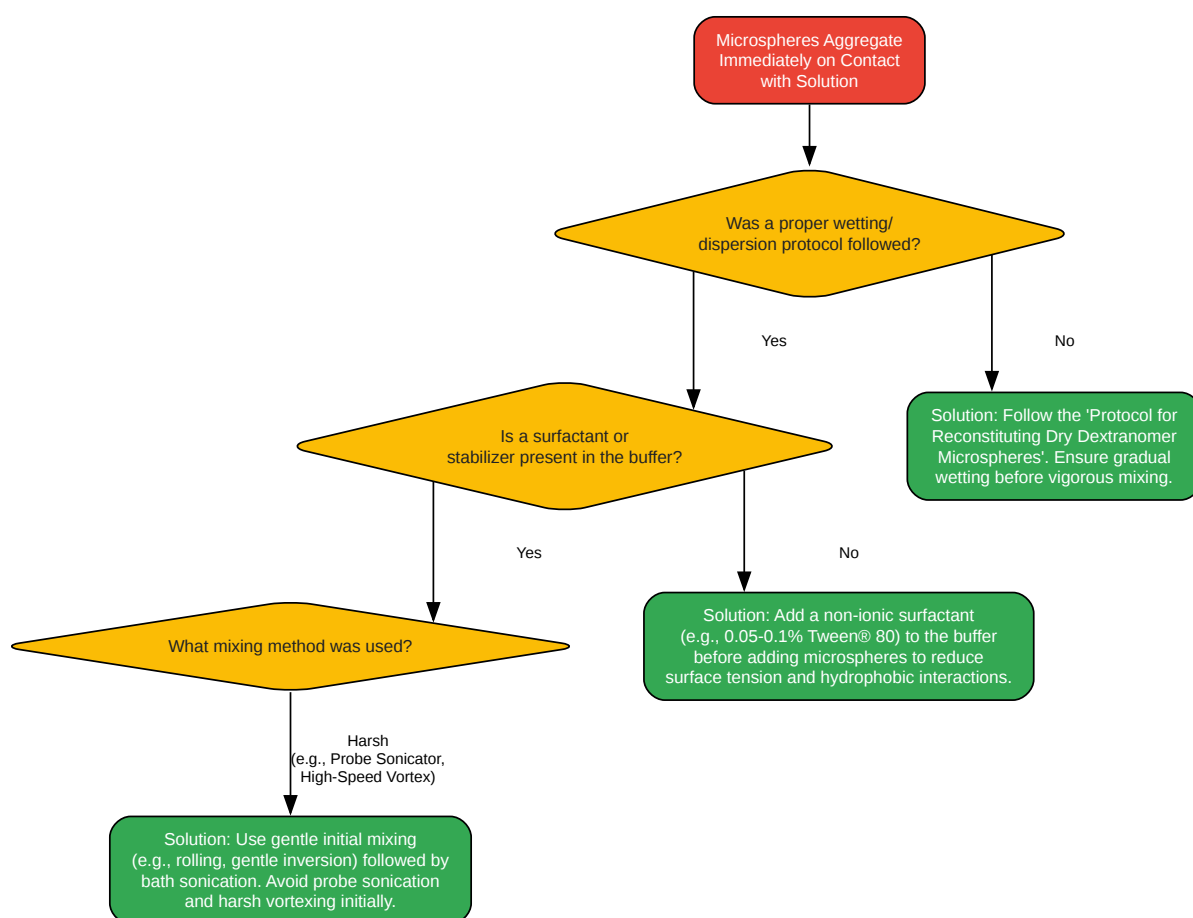 Microspheres Aggregate
Immediately on Contact
with Solution
Was a proper wetting/
dispersion protocol followed?
Yes
No
Solution: Follow the 'Protocol for
Reconstituting Dry Dextranomer
Microspheres'. Ensure gradual
wetting before vigorous mixing.
Is a surfactant or
stabilizer present in the buffer?
Yes
No
Solution: Add a non-ionic surfactant
(e.g., 0.05-0.1% Tween® 80) to the buffer
before adding microspheres to reduce
surface tension and hydrophobic interactions.
What mixing method was used?
Harsh
(e.g., Probe Sonicator,
High-Speed Vortex)
Solution: Use gentle initial mixing
(e.g., rolling, gentle inversion) followed by
bath sonication. Avoid probe sonication
and harsh vortexing initially.